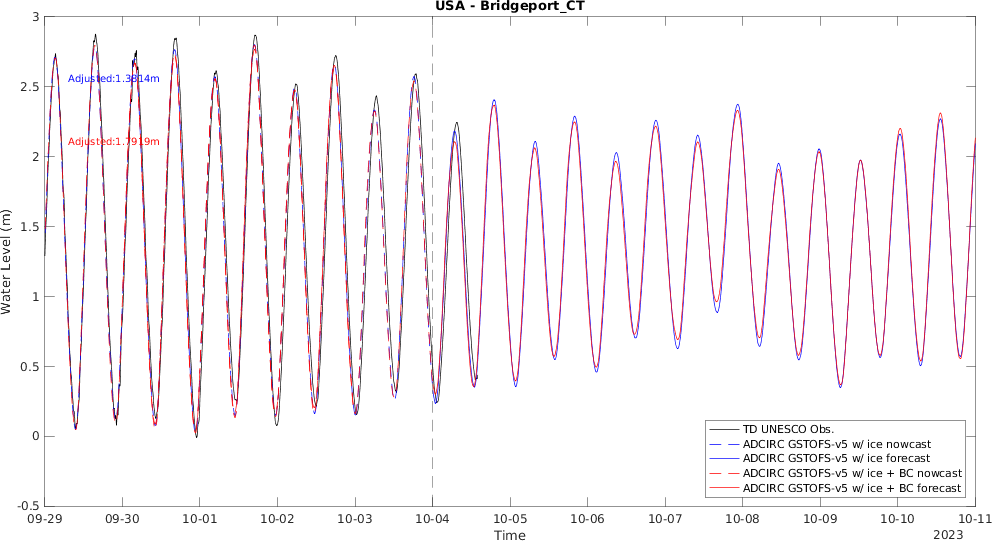 USA - Bridgeport_CT
3
2.5
2
1.5
1
0.5
0
-0.5
Water Level (m)
Adjusted:1.3814m
Adjusted:1.7919m
TD UNESCO Obs.
ADCIRC GSTOFS-v5 w/ ice nowcast
ADCIRC GSTOFS-v5 w/ ice forecast
ADCIRC GSTOFS-v5 w/ ice + BC nowcast
ADCIRC GSTOFS-v5 w/ ice + BC forecast
09-29 09-30 10-01 10-02 10-03 10-04 10-05 10-06 10-07 10-08 10-09 10-10 10-11
Time
2023